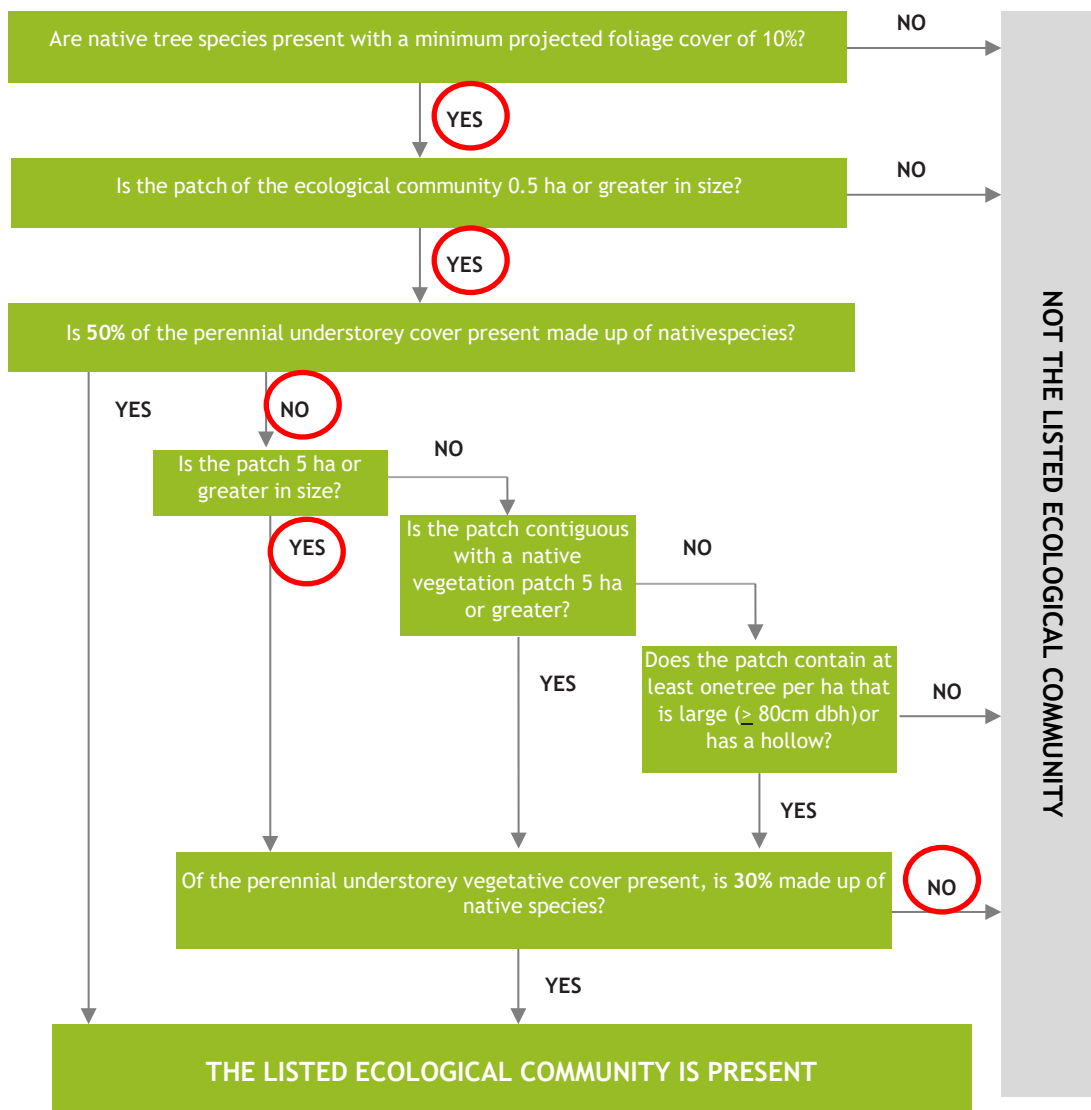 Are native tree species present with a minimum projected foliage cover of 10%?
NO
YES
Is the patch of the ecological community 0.5 ha or greater in size?
NO
YES
Is 50% of the perennial understorey cover present made up of nativespecies?
YES
NO
Is the patch 5 ha or
greater in size?
NO
YES
Is the patch contiguous
with a native
vegetation patch 5 ha
or greater?
NO
YES
Does the patch contain at
least onetree per ha that
is large (≥ 80cm dbh)or
has a hollow?
NO
YES
Of the perennial understorey vegetative cover present, is 30% made up of
native species?
NO
YES
THE LISTED ECOLOGICAL COMMUNITY IS PRESENT
NOT THE LISTED ECOLOGICAL COMMUNITY